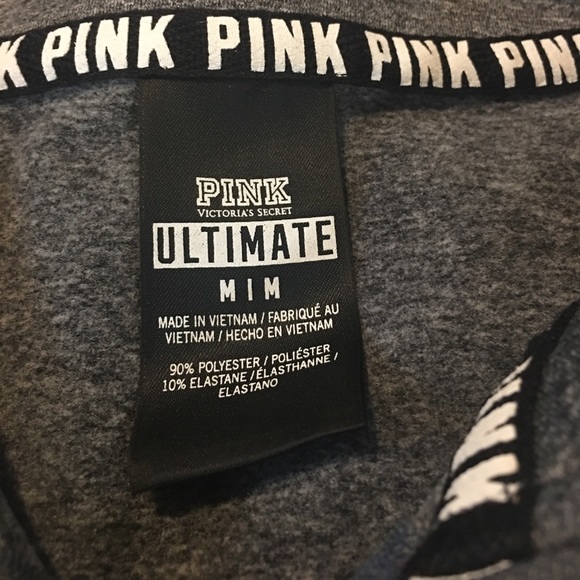 K PINK PINK PINK PIN
PINK
VICTORIA'S SECRET
ULTIMATE
M | M
MADE IN VIETNAM / FABRIQUÉ AU
VIETNAM / HECHO EN VIETNAM
90% POLYESTER / POLIÉSTER
10% ELASTANE / ÉLASTHANNE /
ELASTANO